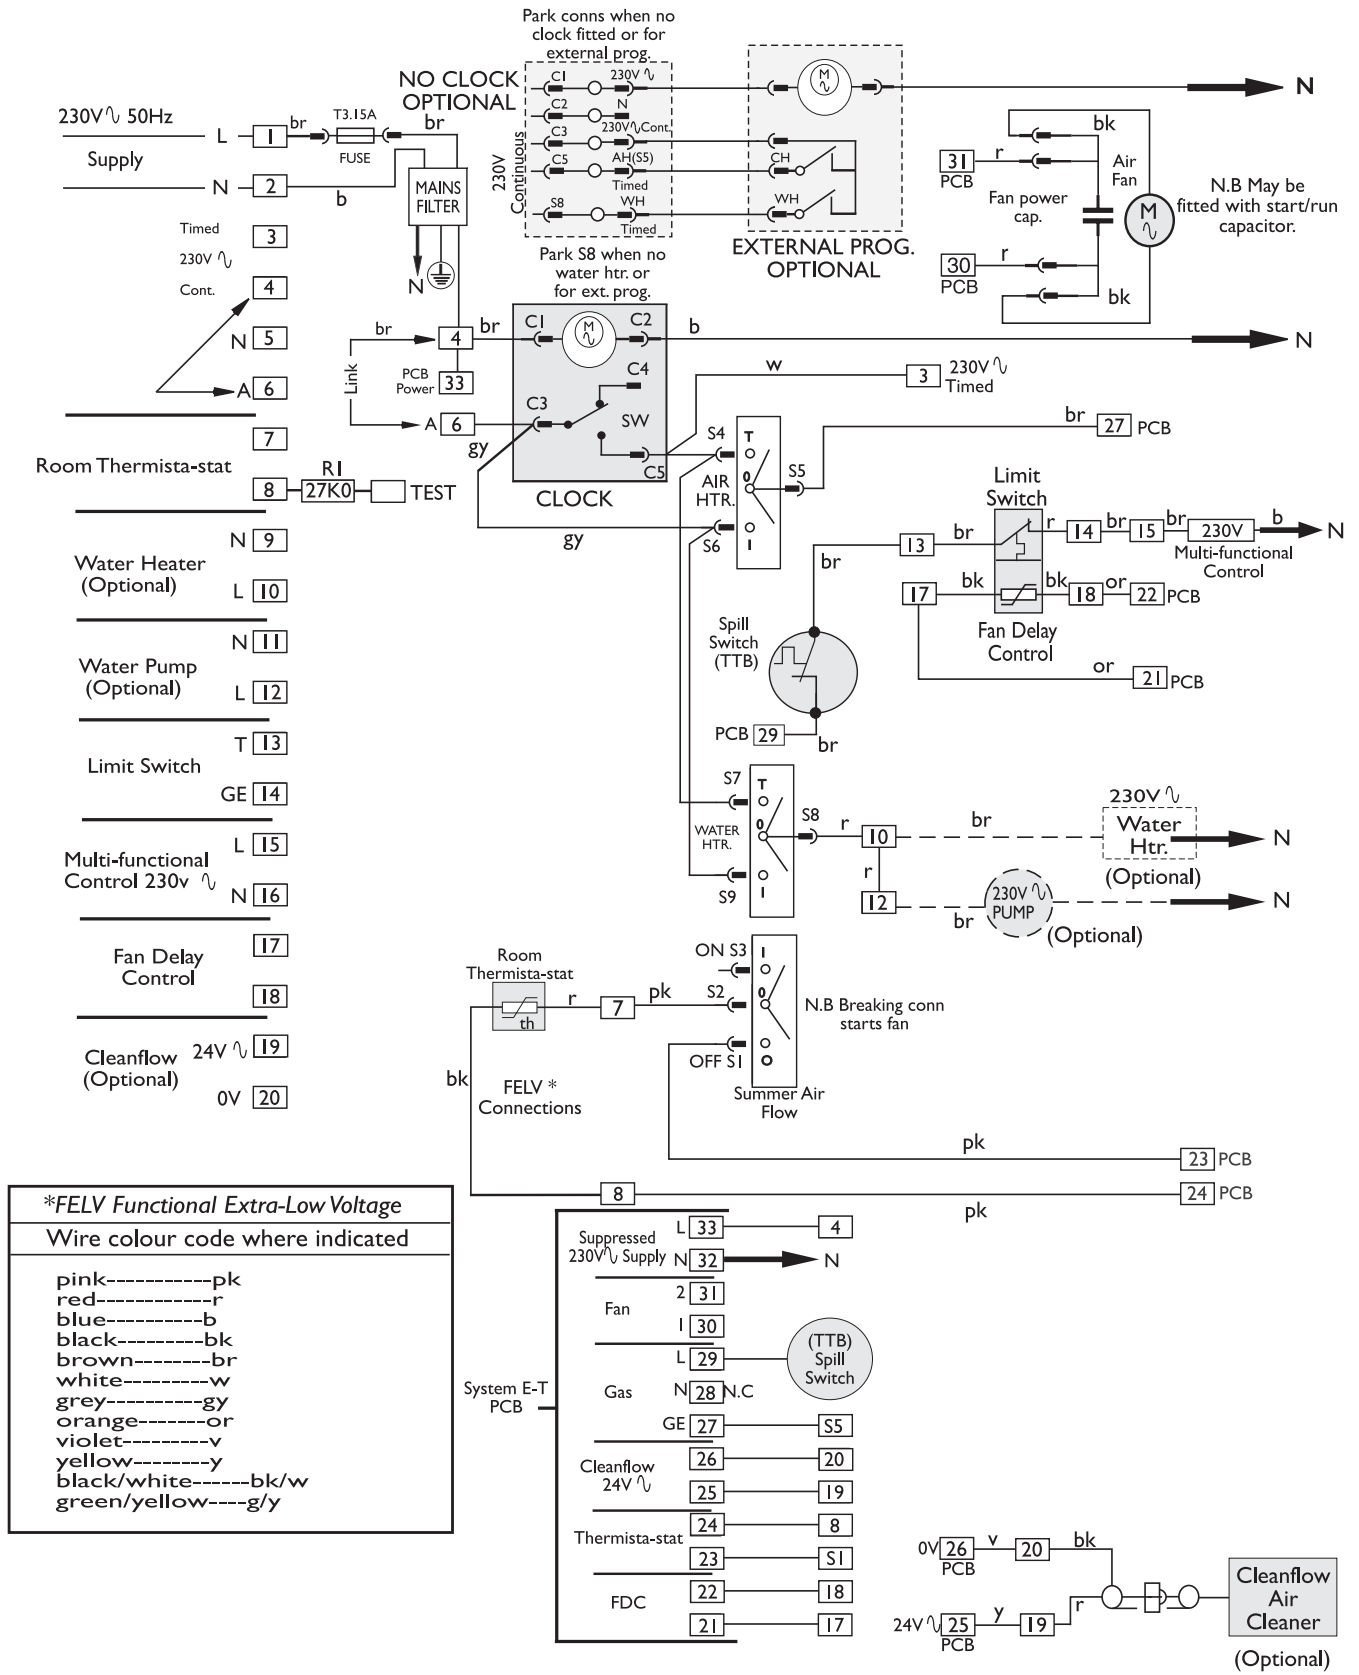 Park conns when no
clock fitted or for
external prog.
NO CLOCK
OPTIONAL
230V
Continuous
C1 230V
C2 N
C3 230V Cont.
C5 AH(S5)
Timed
S8 WH
Timed
Park S8 when no
water htr. or
for ext. prog.
M
CH
WH
EXTERNAL PROG.
OPTIONAL
N
31 r bk
PCB
Fan power
cap.
Air
Fan
M
30 r bk
PCB
N.B May be
fitted with start/run
capacitor.
230V 50Hz
Supply
L 1 br T3.15A br
FUSE
N 2 b
MAINS
FILTER
N
Timed 3
230V
Cont. 4
N 5
A 6
7
Room Thermista-stat
8 R1 27K0 TEST
N 9
Water Heater
(Optional)
L 10
N 11
Water Pump
(Optional)
L 12
T 13
Limit Switch
GE 14
L 15
Multi-functional
Control 230v
N 16
17
Fan Delay
Control
18
24V 19
Cleanflow
(Optional)
0V 20
Link
br 4 br
PCB
Power 33
A 6 gy
C1 M C2 b N
C4
C3 SW
C5
CLOCK
gy
w 3 230V
Timed
S4 T
AIR
HTR. 0 S5
S6 I
br 27 PCB
Limit
Switch
br 13 br r 14 br 15 br 230V b N
Multi-functional
Control
17 bk bk 18 or 22 PCB
Fan Delay
Control
or 21 PCB
Spill
Switch
(TTB)
PCB 29 br
S7 T
WATER
HTR. 0 S8 r 10 br
S9 I
230V
Water
Htr. N
(Optional)
r
12 br 230V
PUMP N
(Optional)
Room
Thermista-stat
th r 7 pk
ON S3 I
S2 0
OFF S1 O
N.B Breaking conn
starts fan
Summer Air
Flow
bk
FELV *
Connections
pk 23 PCB
8 pk 24 PCB
*FELV Functional Extra-Low Voltage
Wire colour code where indicated
pink-----------pk
red------------r
blue-----------b
black---------bk
brown--------br
white---------w
grey----------gy
orange-------or
violet---------v
yellow--------y
black/white------bk/w
green/yellow----g/y
System E-T
PCB
Suppressed
230V Supply
L 33 4
N 32 N
Fan
2 31
1 30
Gas
L 29 (TTB)
Spill
Switch
N 28 N.C
GE 27 S5
Cleanflow
24V
26 20
25 19
Thermista-stat
24 8
23 S1
FDC
22 18
21 17
0V 26 v 20 bk
PCB
24V 25 y 19 r
PCB
Cleanflow
Air
Cleaner
(Optional)